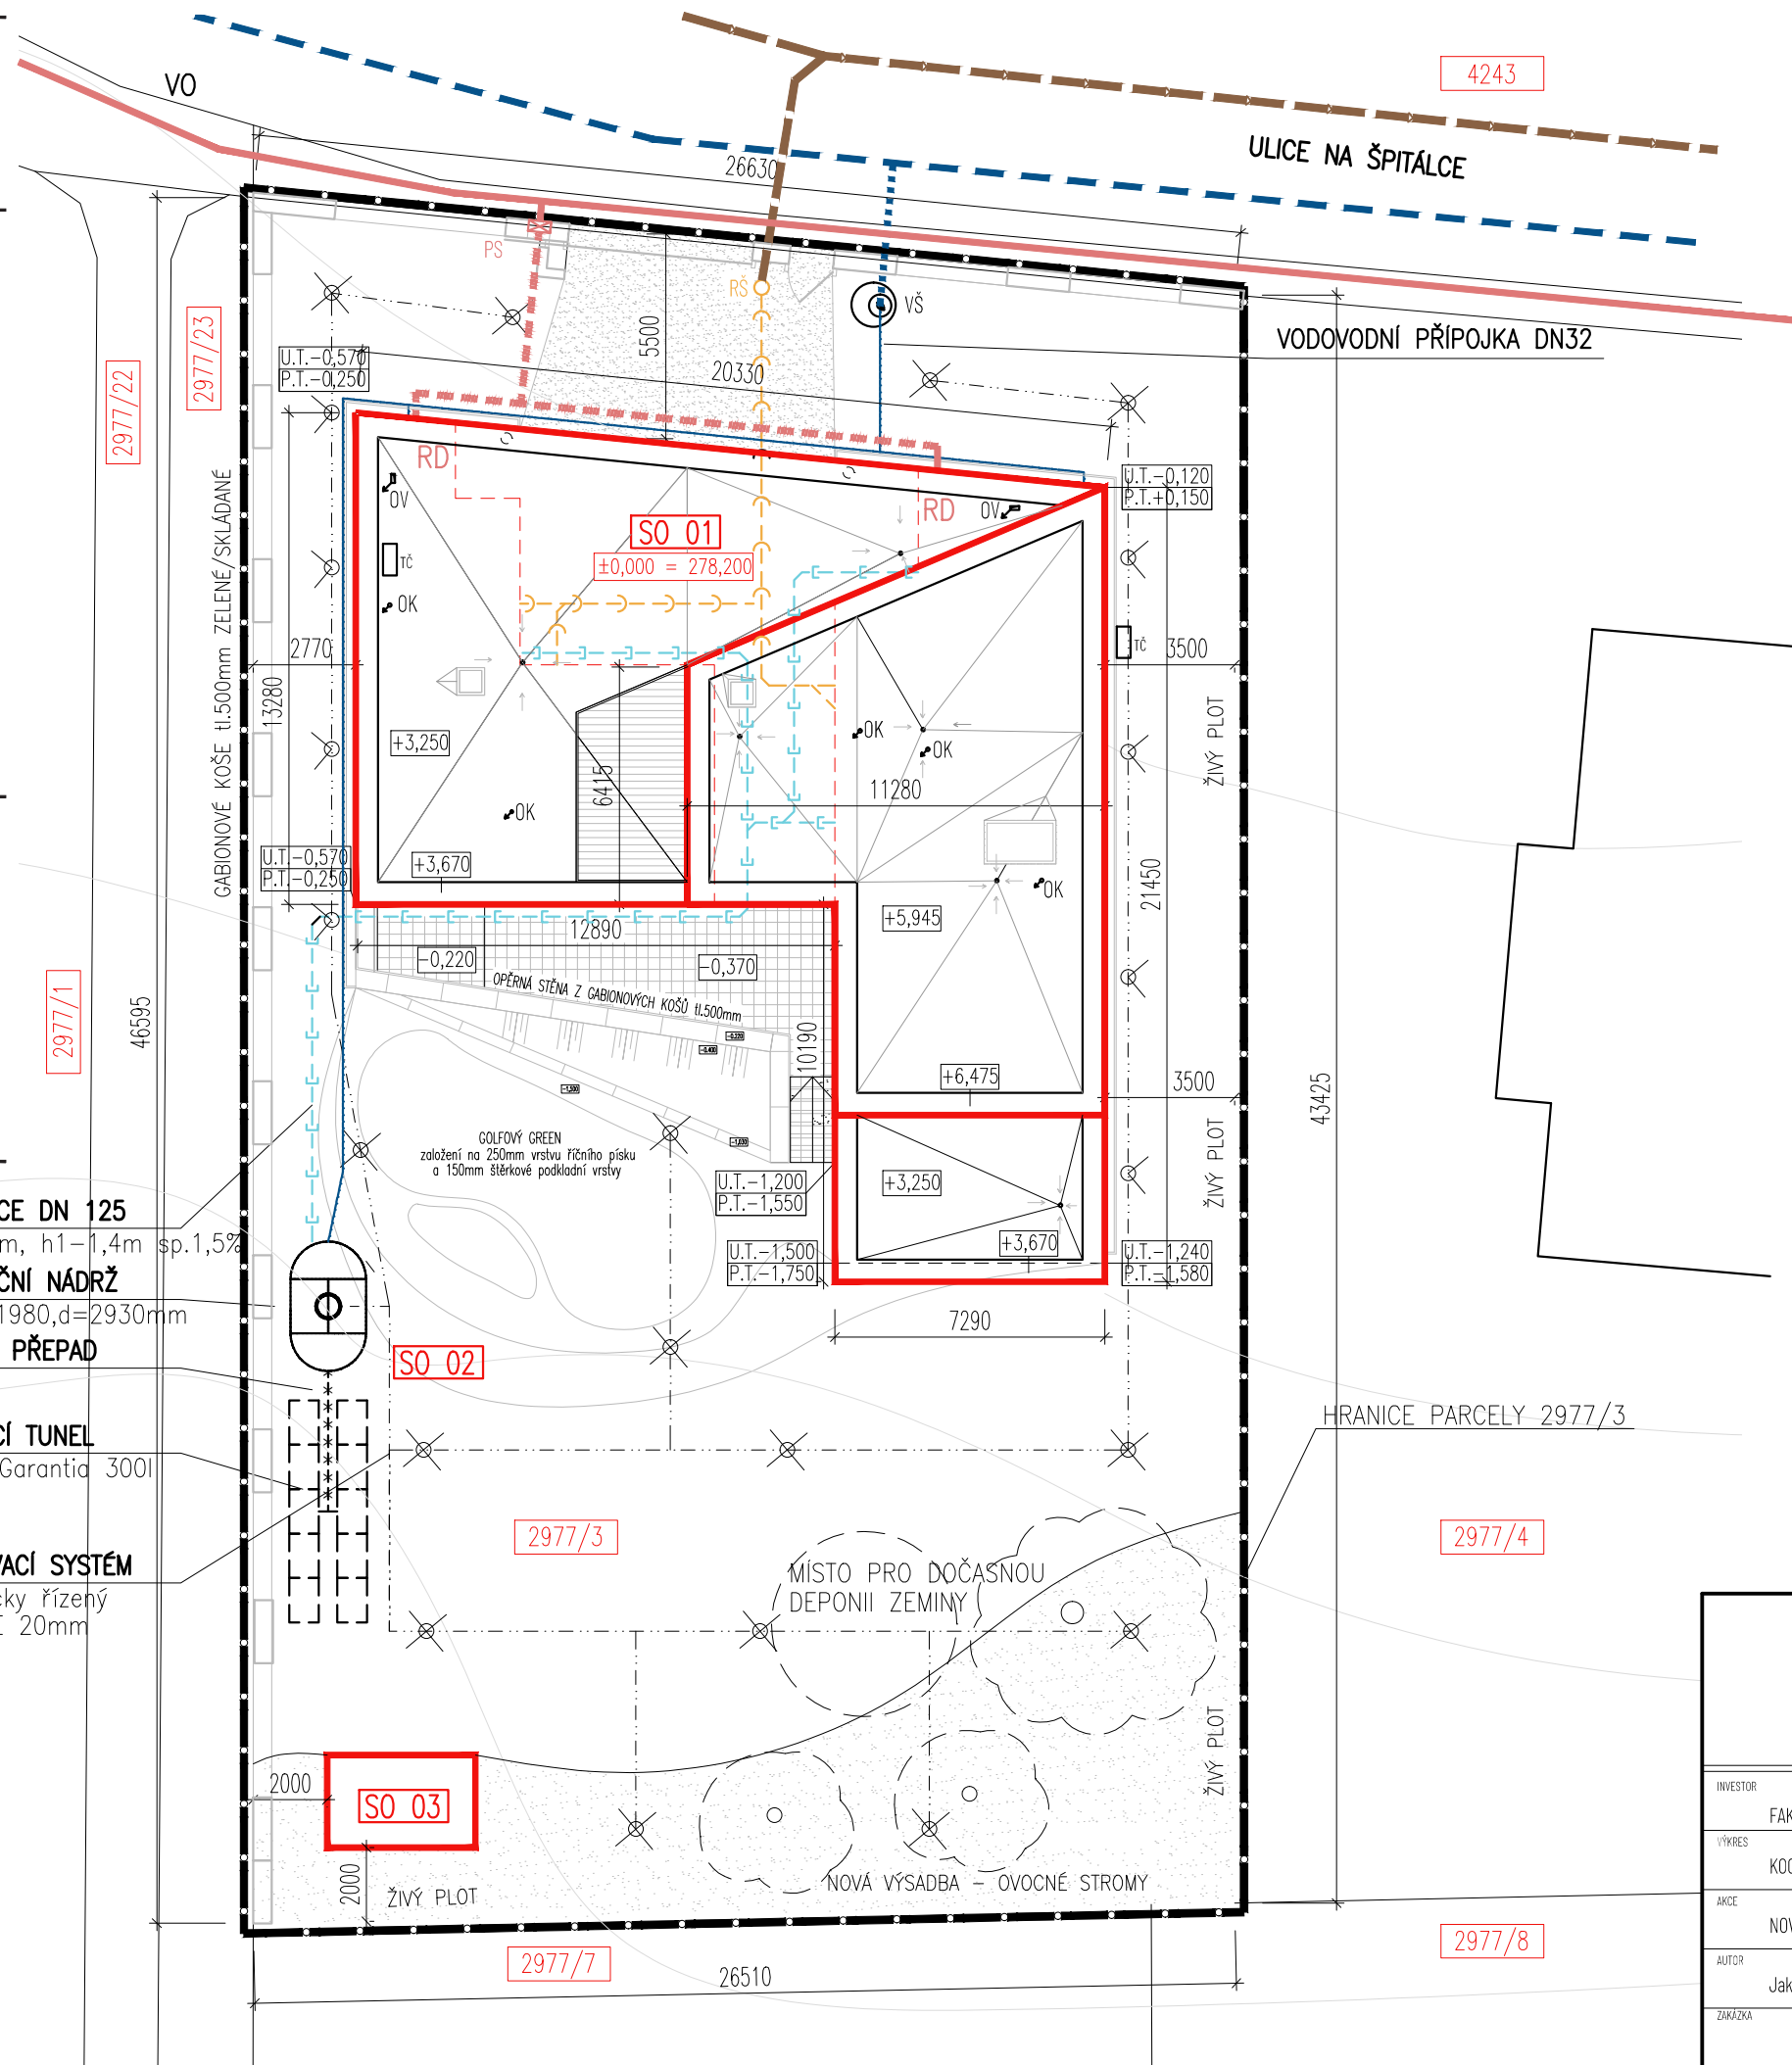 4243
VO
ULICE NA ŠPITÁLCE
26630
PS
RŠ
VŠ
VODOVODNÍ PŘÍPOJKA DN32
5500
20330
2977/22
2977/23
U.T.-0,570
P.T.-0,250
GABIONOVÉ KOŠE tl.500mm ZELENÉ/SKLÁDANÉ
RD
OV
SO 01
±0,000 = 278,200
RD
OV
U.T.-0,120
P.T.+0,150
TČ
OK
2770
13280
TČ
3500
ŽIVÝ PLOT
+3,250
OK
OK
6415
11280
OK
+3,670
U.T.-0,570
P.T.-0,250
OK
21450
+5,945
12890
-0,220
-0,370
OPĚRNÁ STĚNA Z GABIONOVÝCH KOŠŮ tl.500mm
2977/1
46595
10190
+6,475
3500
43425
GOLFOVÝ GREEN
založení na 250mm vrstvu říčního písku
a 150mm štěrkové podkladní vrstvy
ŽIVÝ PLOT
U.T.-1,200
P.T.-1,550
+3,250
CE DN 125
m, h1-1,4m sp.1,5%
+3,670
U.T.-1,500
P.T.-1,750
U.T.-1,240
P.T.-1,580
ČNÍ NÁDRŽ
1980,d=2930mm
7290
PŘEPAD
SO 02
HRANICE PARCELY 2977/3
CÍ TUNEL
Garantia 300l
2977/3
2977/4
VACÍ SYSTÉM
cky řízený
E 20mm
MÍSTO PRO DOČASNOU
DEPONII ZEMINY
ŽIVÝ PLOT
2000
SO 03
2000
ŽIVÝ PLOT
NOVÁ VÝSADBA - OVOCNÉ STROMY
2977/7
26510
2977/8
INVESTOR
FAK
VÝKRES
KOO
AKCE
NOV
AUTOR
Jak
ZAKÁZKA